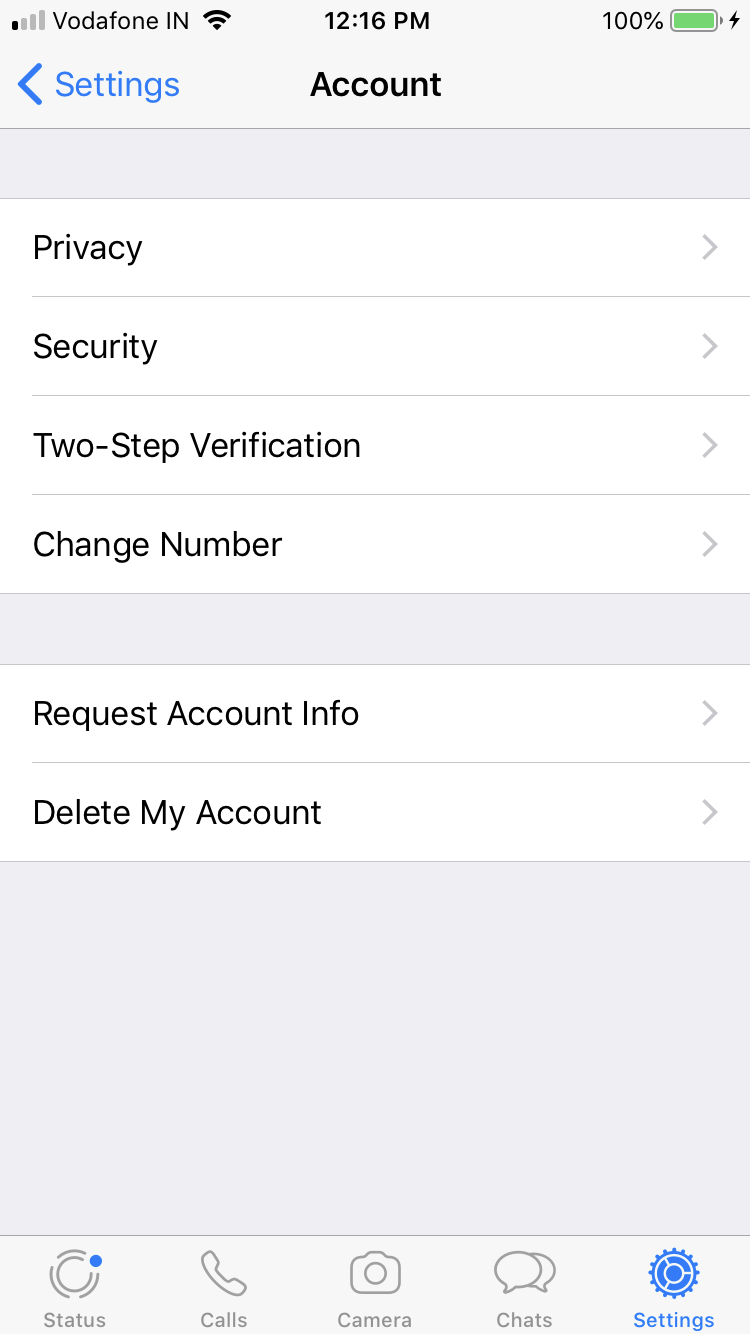 Vodafone IN 12:16 PM 100%
Settings Account
Privacy
Security
Two-Step Verification
Change Number
Request Account Info
Delete My Account
Status Calls Camera Chats Settings